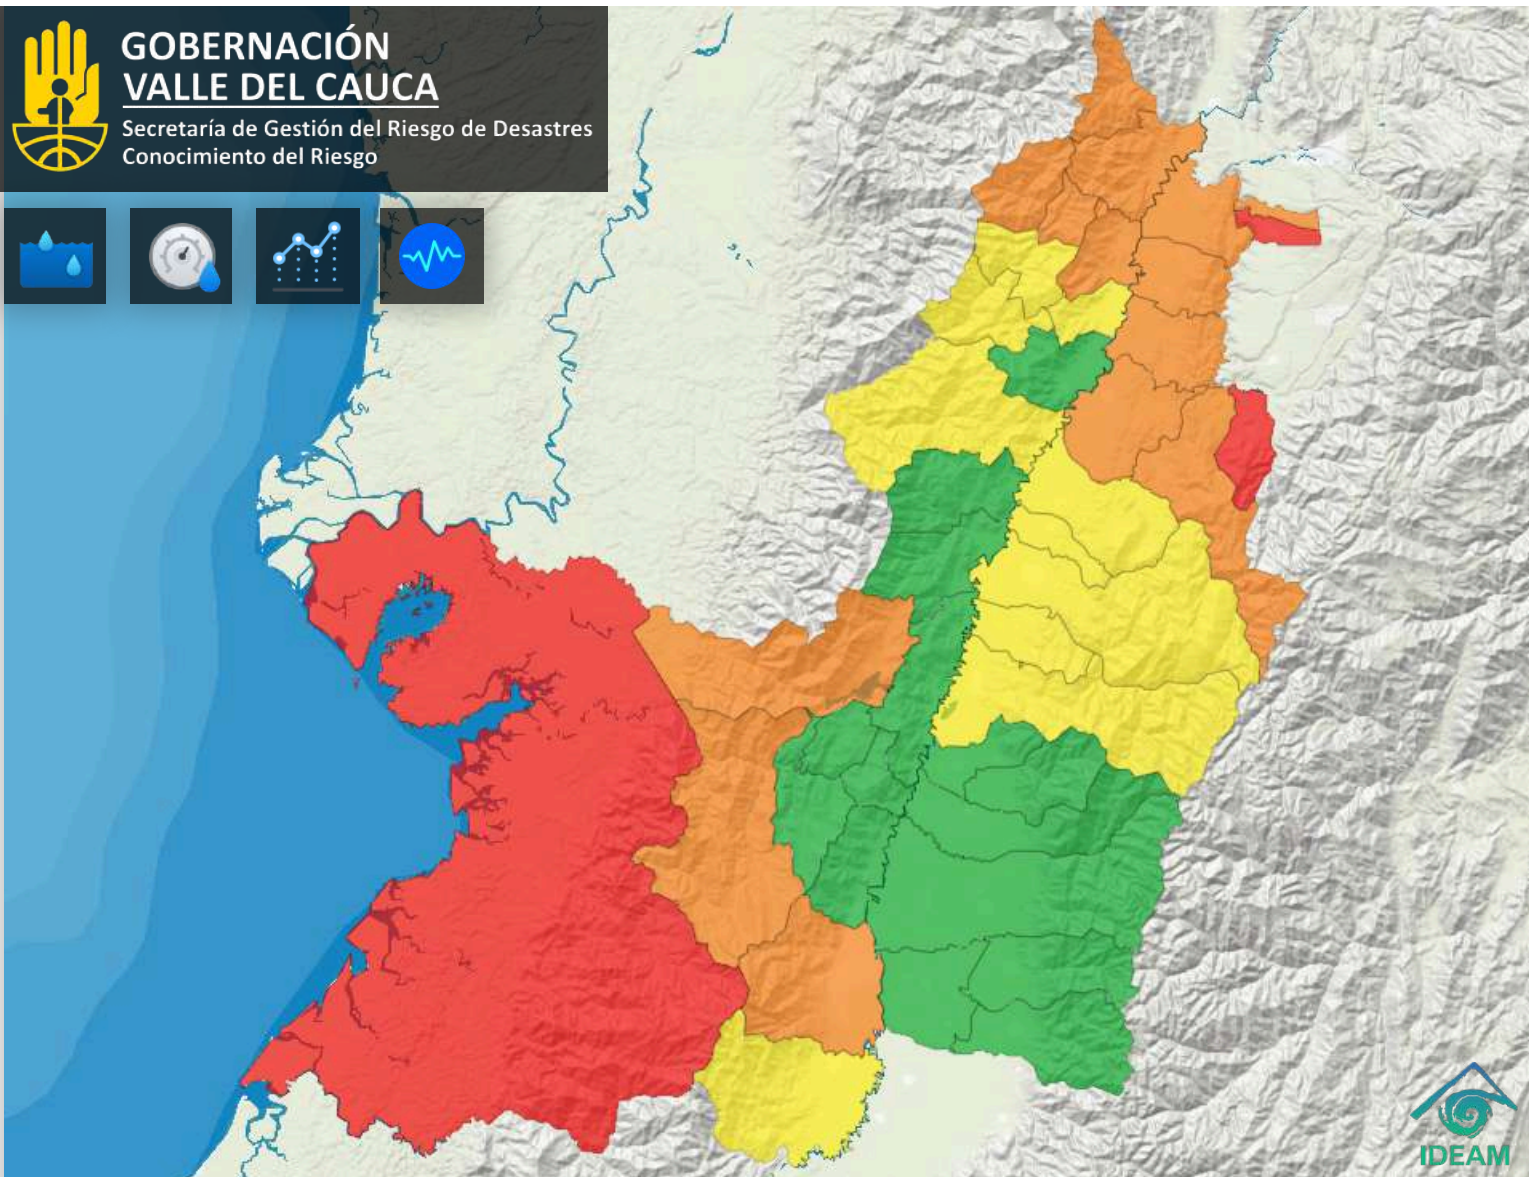 GOBERNACIÓN
VALLE DEL CAUCA
Secretaría de Gestión del Riesgo de Desastres
Conocimiento del Riesgo
IDEAM